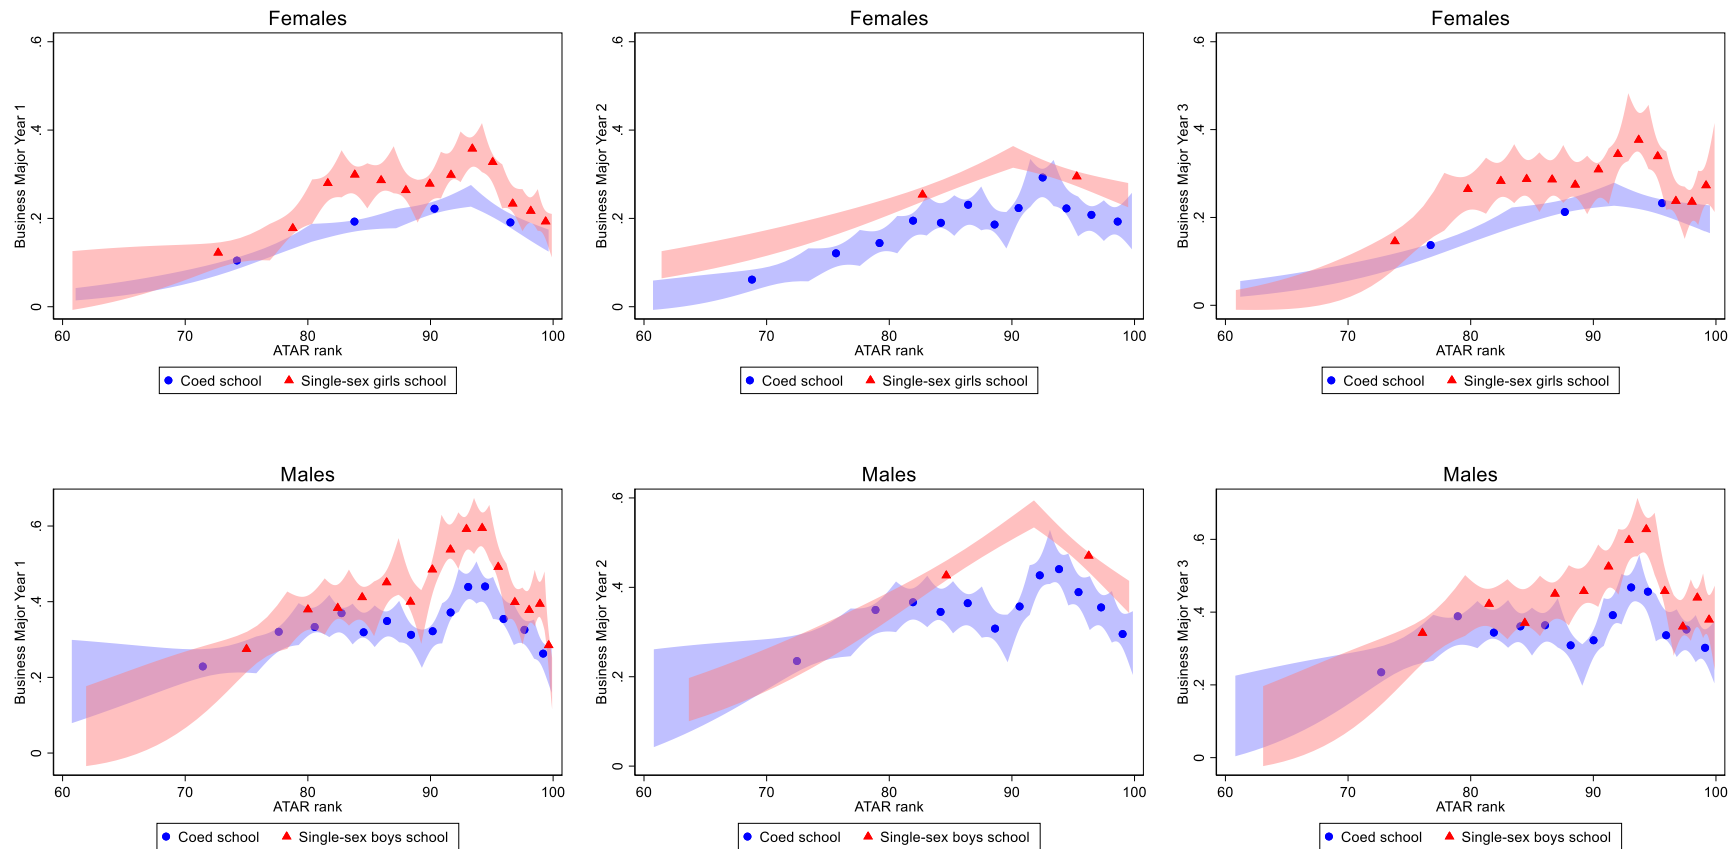 Females
Business Major Year 1
.6
.4
.2
0
60 70 80 90 100
ATAR rank
Coed school Single-sex girls school
Females
Business Major Year 2
.6
.4
.2
0
60 70 80 90 100
ATAR rank
Coed school Single-sex girls school
Females
Business Major Year 3
.6
.4
.2
0
60 70 80 90 100
ATAR rank
Coed school Single-sex girls school
Males
Business Major Year 1
.6
.4
.2
0
60 70 80 90 100
ATAR rank
Coed school Single-sex boys school
Males
Business Major Year 2
.6
.4
.2
0
60 70 80 90 100
ATAR rank
Coed school Single-sex boys school
Males
Business Major Year 3
.6
.4
.2
0
60 70 80 90 100
ATAR rank
Coed school Single-sex boys school